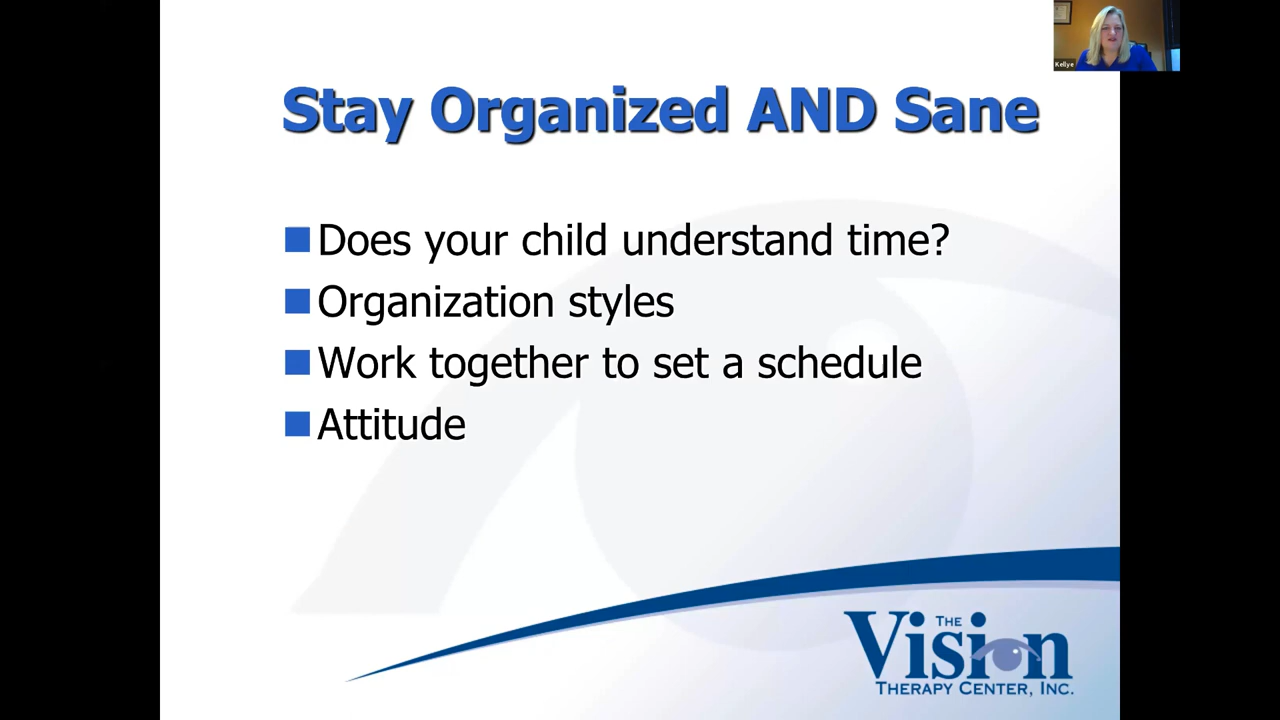 Kellye
Stay Organized AND Sane
Does your child understand time?
Organization styles
Work together to set a schedule
Attitude
THE
Vision
THERAPY CENTER, INC.